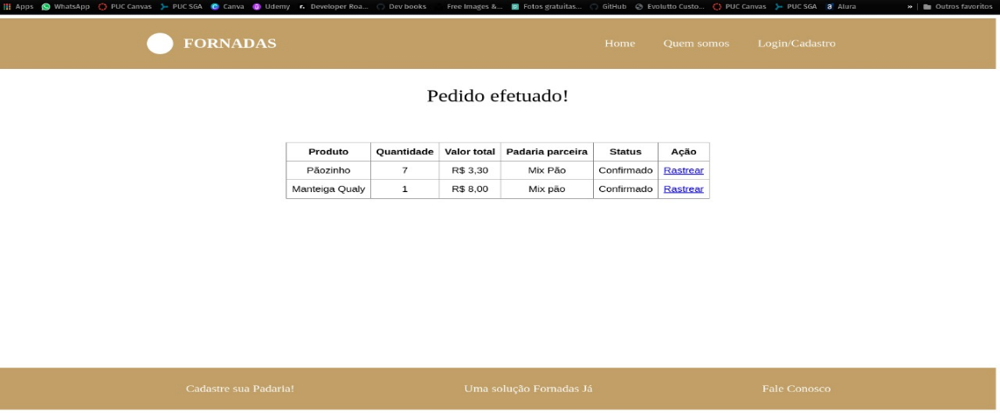 Apps WhatsApp PUC Canvas PUC SGA Canva Udemy r. Developer Roa... Dev books Free Images &... Fotos gratuitas... GitHub Evolutto Custo... PUC Canvas PUC SGA a Alura » Outros favoritos
FORNADAS Home Quem somos Login/Cadastro
Pedido efetuado!
Produto Quantidade Valor total Padaria parceira Status Ação
Pãozinho 7 R$ 3,30 Mix Pão Confirmado Rastrear
Manteiga Qualy 1 R$ 8,00 Mix pão Confirmado Rastrear
Cadastre sua Padaria! Uma solução Fornadas Já Fale Conosco